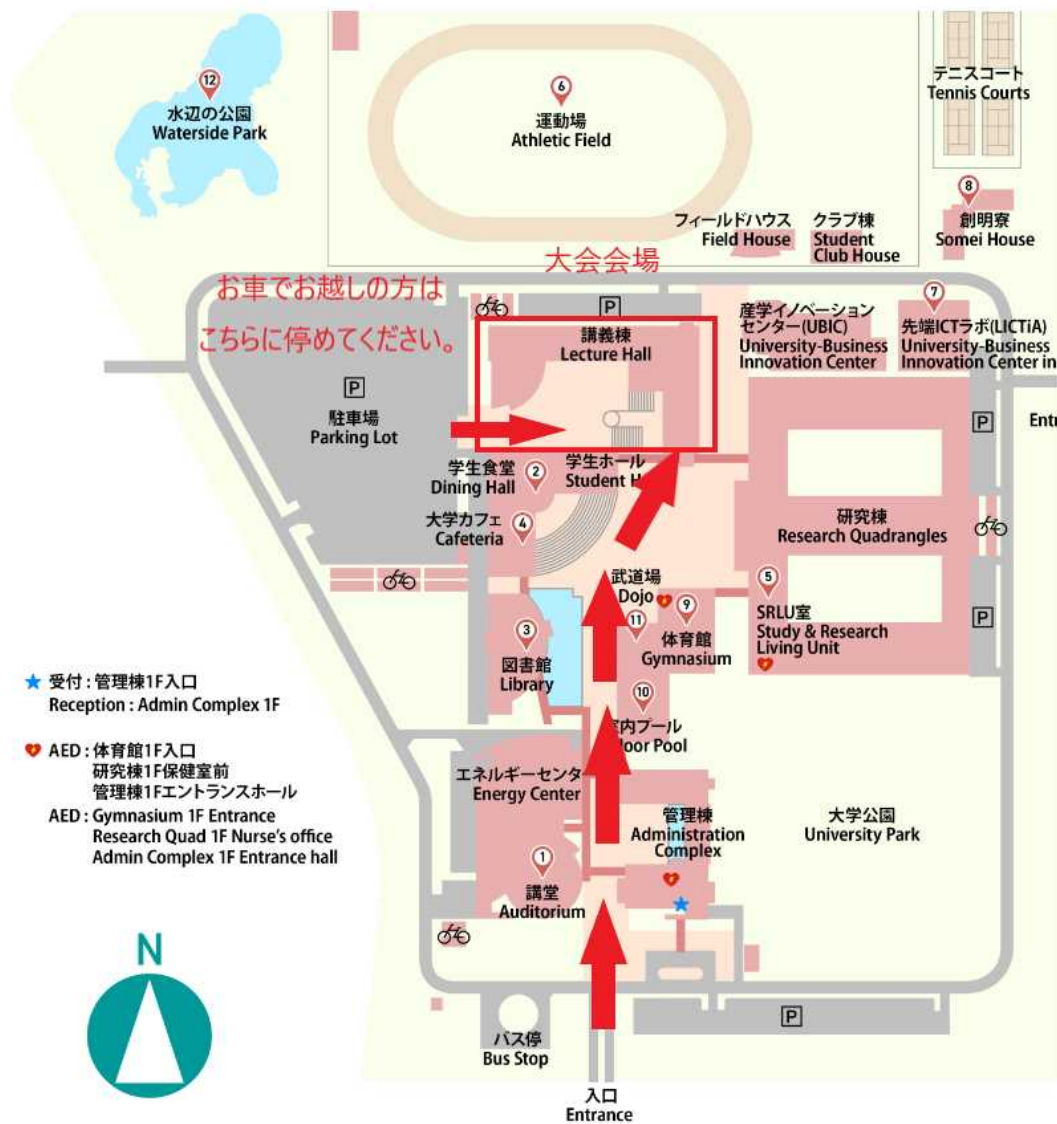 12
水辺の公園
Waterside Park
6
運動場
Athletic Field
テニスコート
Tennis Courts
8
創明寮
Somei House
フィールドハウス
Field House
クラブ棟
Student
Club House
大会会場
お車でお越しの方は
こちらに停めてください。
P
講義棟
Lecture Hall
産学イノベーション
センター(UBIC)
University-Business
Innovation Center
7
先端ICTラボ(LICTiA)
University-Business
Innovation Center in
P
駐車場
Parking Lot
P
学生食堂
Dining Hall
2
学生ホール
Student H
大学カフェ
Cafeteria
4
研究棟
Research Quadrangles
武道場
Dojo
11
9
体育館
Gymnasium
5
SRLU室
Study & Research
Living Unit
P
3
図書館
Library
10
内プール
oor Pool
★ 受付 : 管理棟1F入口
Reception : Admin Complex 1F
AED : 体育館1F入口
研究棟1F保健室前
管理棟1Fエントランスホール
AED : Gymnasium 1F Entrance
Research Quad 1F Nurse's office
Admin Complex 1F Entrance hall
エネルギーセンタ
Energy Center
管理棟
Administration
Complex
大学公園
University Park
1
講堂
Auditorium
N
バス停
Bus Stop
P
入口
Entrance